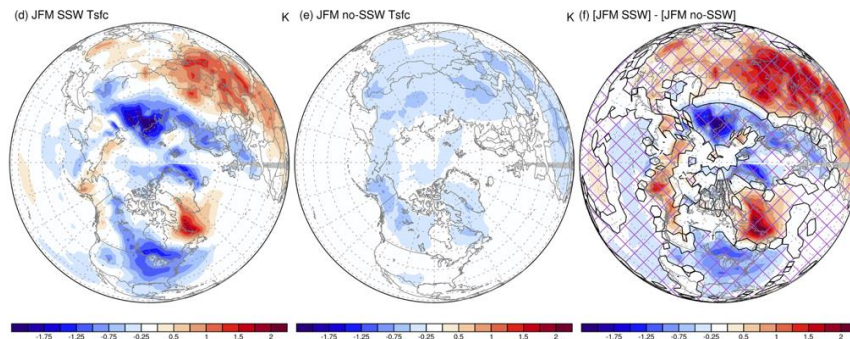 (d) JFM SSW Tsfc K
(e) JFM no-SSW Tsfc K
(f) [JFM SSW] - [JFM no-SSW]
-1.75 -1.25 -0.75 -0.25 0.5 1 1.5 2
-1.75 -1.25 -0.75 -0.25 0.5 1 1.5 2
-1.75 -1.25 -0.75 -0.25 0.5 1 1.5 2